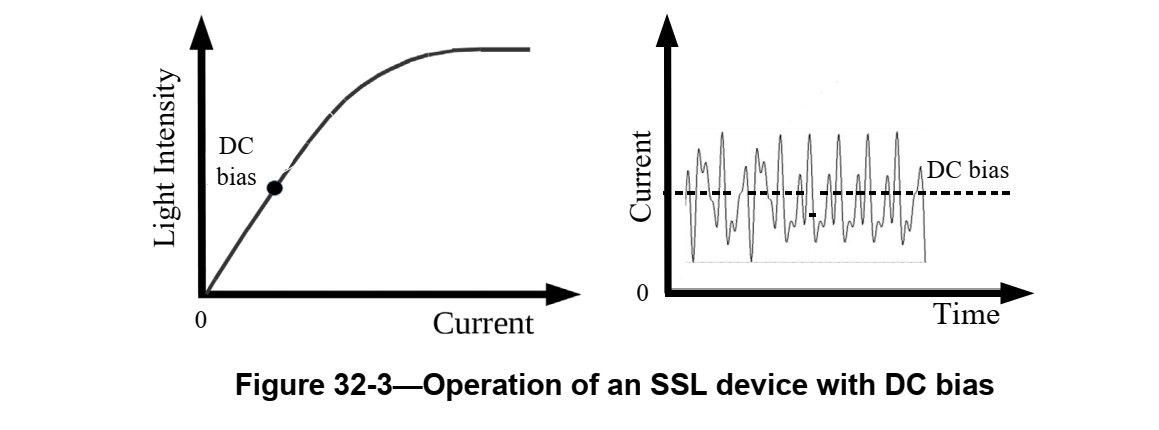 Light Intensity
DC
bias
0
Current
Current
DC bias
0
Time
Figure 32-3—Operation of an SSL device with DC bias